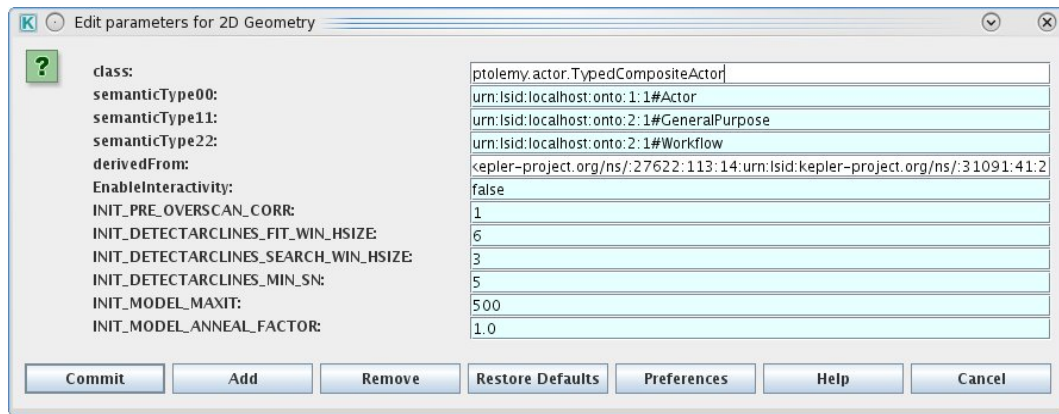 K Edit parameters for 2D Geometry
?
class: ptolemy.actor.TypedCompositeActor
semanticType00: urn:lsid:localhost:onto:1:1#Actor
semanticType11: urn:lsid:localhost:onto:2:1#GeneralPurpose
semanticType22: urn:lsid:localhost:onto:2:1#Workflow
derivedFrom: kepler-project.org/ns/:27622:113:14:urn:lsid:kepler-project.org/ns/:31091:41:2
EnableInteractivity: false
INIT_PRE_OVERSCAN_CORR: 1
INIT_DETECTARCLINES_FIT_WIN_HSIZE: 6
INIT_DETECTARCLINES_SEARCH_WIN_HSIZE: 3
INIT_DETECTARCLINES_MIN_SN: 5
INIT_MODEL_MAXIT: 500
INIT_MODEL_ANNEAL_FACTOR: 1.0
Commit Add Remove Restore Defaults Preferences Help Cancel